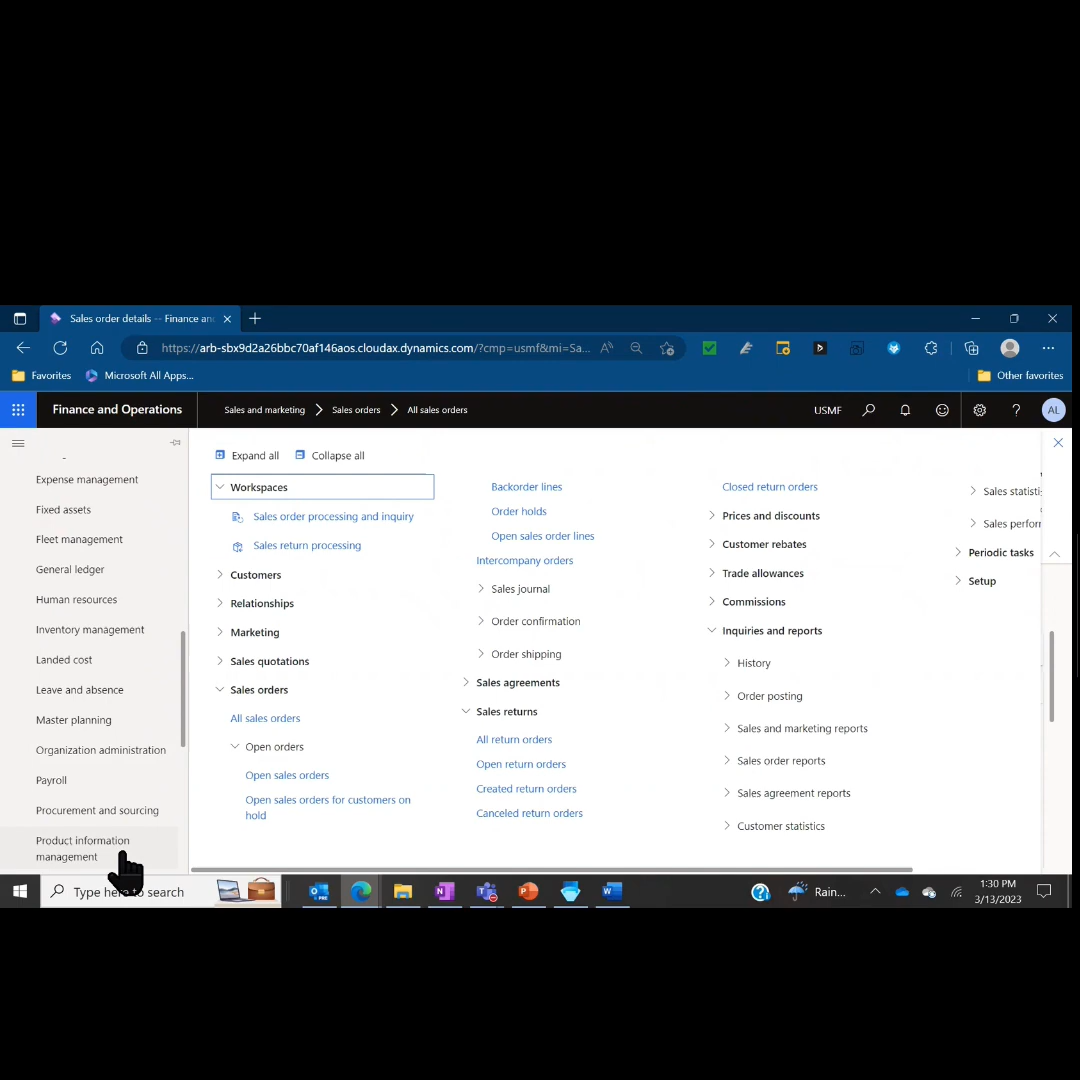 Sales order details -- Finance an
https://arb-sbx9d2a26bbc70af146aos.cloudax.dynamics.com/?cmp=usmf&mi=Sa...
Favorites
Microsoft All Apps...
Other favorites
Finance and Operations
Sales and marketing
Sales orders
All sales orders
USMF
?
AL
Expense management
Fixed assets
Fleet management
General ledger
Human resources
Inventory management
Landed cost
Leave and absence
Master planning
Organization administration
Payroll
Procurement and sourcing
Product information
management
Expand all
Collapse all
Workspaces
Sales order processing and inquiry
Sales return processing
Customers
Relationships
Marketing
Sales quotations
Sales orders
All sales orders
Open orders
Open sales orders
Open sales orders for customers on
hold
Backorder lines
Order holds
Open sales order lines
Intercompany orders
Sales journal
Order confirmation
Order shipping
Sales agreements
Sales returns
All return orders
Open return orders
Created return orders
Canceled return orders
Closed return orders
Prices and discounts
Customer rebates
Trade allowances
Commissions
Inquiries and reports
History
Order posting
Sales and marketing reports
Sales order reports
Sales agreement reports
Customer statistics
Sales statisti
Sales perfor
Periodic tasks
Setup
Type here to search
Rain...
1:30 PM
3/13/2023